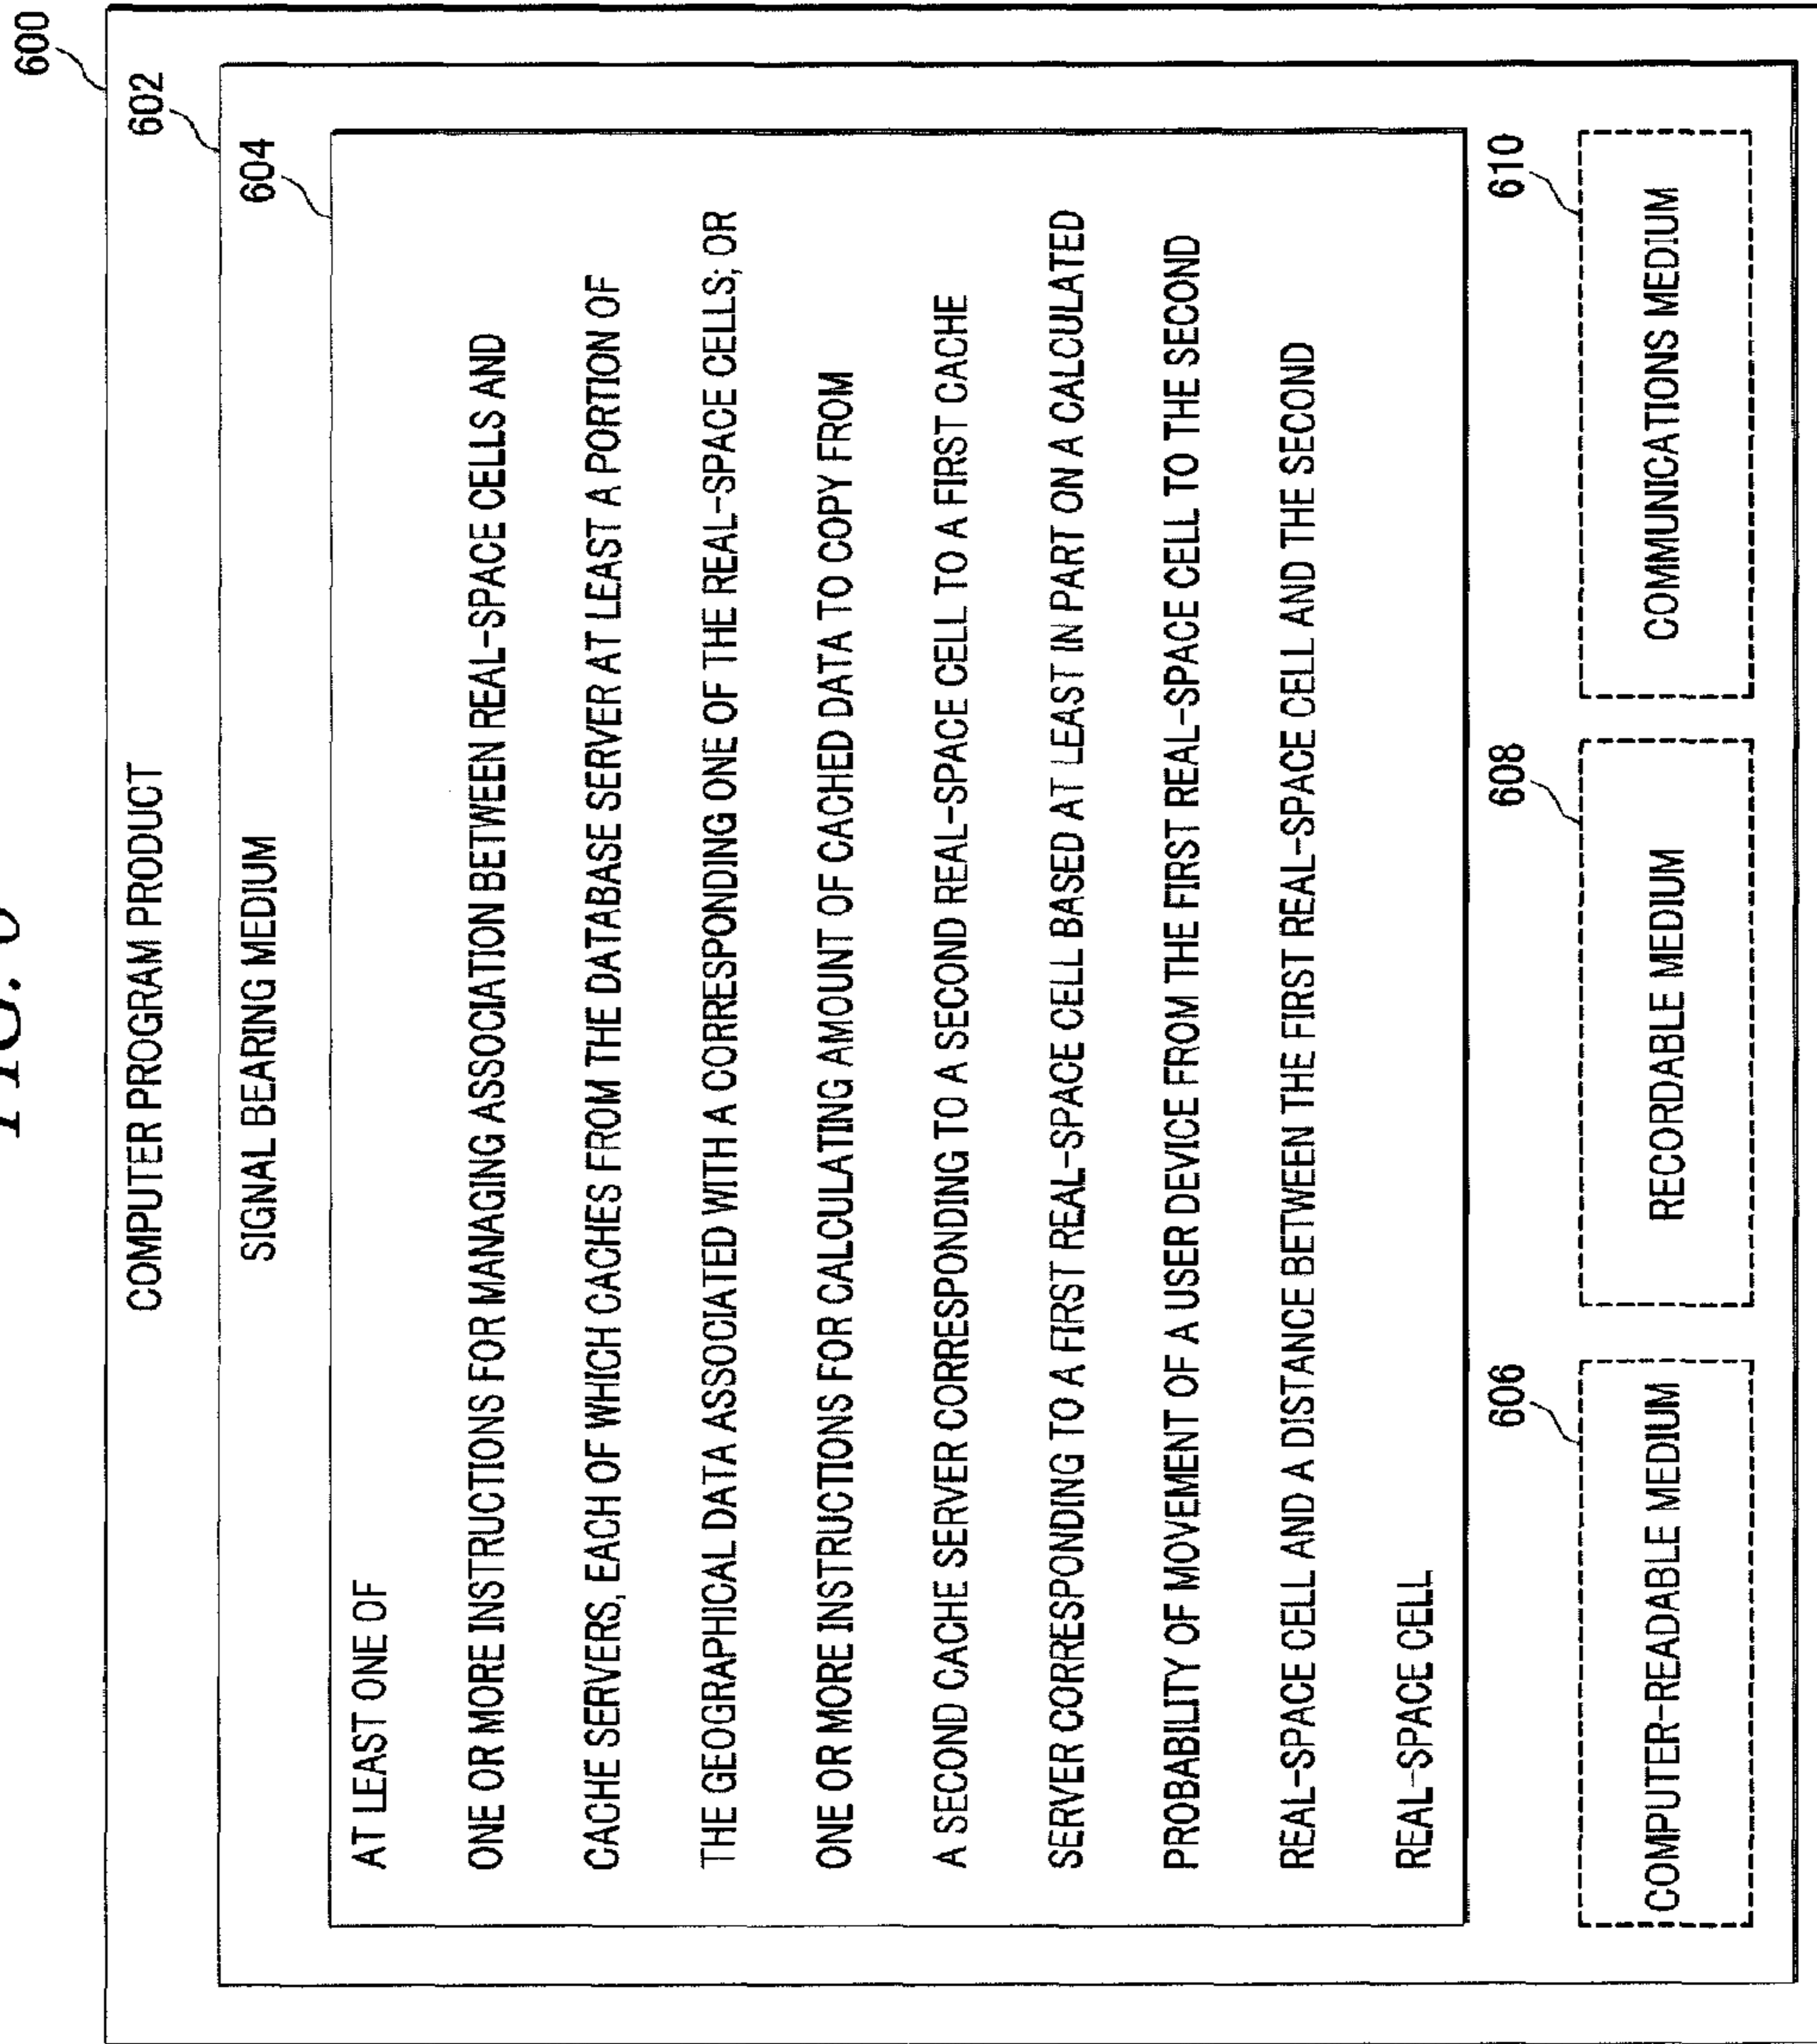 600
COMPUTER PROGRAM PRODUCT
602
SIGNAL BEARING MEDIUM
604
AT LEAST ONE OF
ONE OR MORE INSTRUCTIONS FOR MANAGING ASSOCIATION BETWEEN REAL-SPACE CELLS AND
CACHE SERVERS, EACH OF WHICH CACHES FROM THE DATABASE SERVER AT LEAST A PORTION OF
THE GEOGRAPHICAL DATA ASSOCIATED WITH A CORRESPONDING ONE OF THE REAL-SPACE CELLS; OR
ONE OR MORE INSTRUCTIONS FOR CALCULATING AMOUNT OF CACHED DATA TO COPY FROM
A SECOND CACHE SERVER CORRESPONDING TO A SECOND REAL-SPACE CELL TO A FIRST CACHE
SERVER CORRESPONDING TO A FIRST REAL-SPACE CELL BASED AT LEAST IN PART ON A CALCULATED
PROBABILITY OF MOVEMENT OF A USER DEVICE FROM THE FIRST REAL-SPACE CELL TO THE SECOND
REAL-SPACE CELL AND A DISTANCE BETWEEN THE FIRST REAL-SPACE CELL AND THE SECOND
REAL-SPACE CELL
606
608
610
COMPUTER-READABLE MEDIUM
RECORDABLE MEDIUM
COMMUNICATIONS MEDIUM